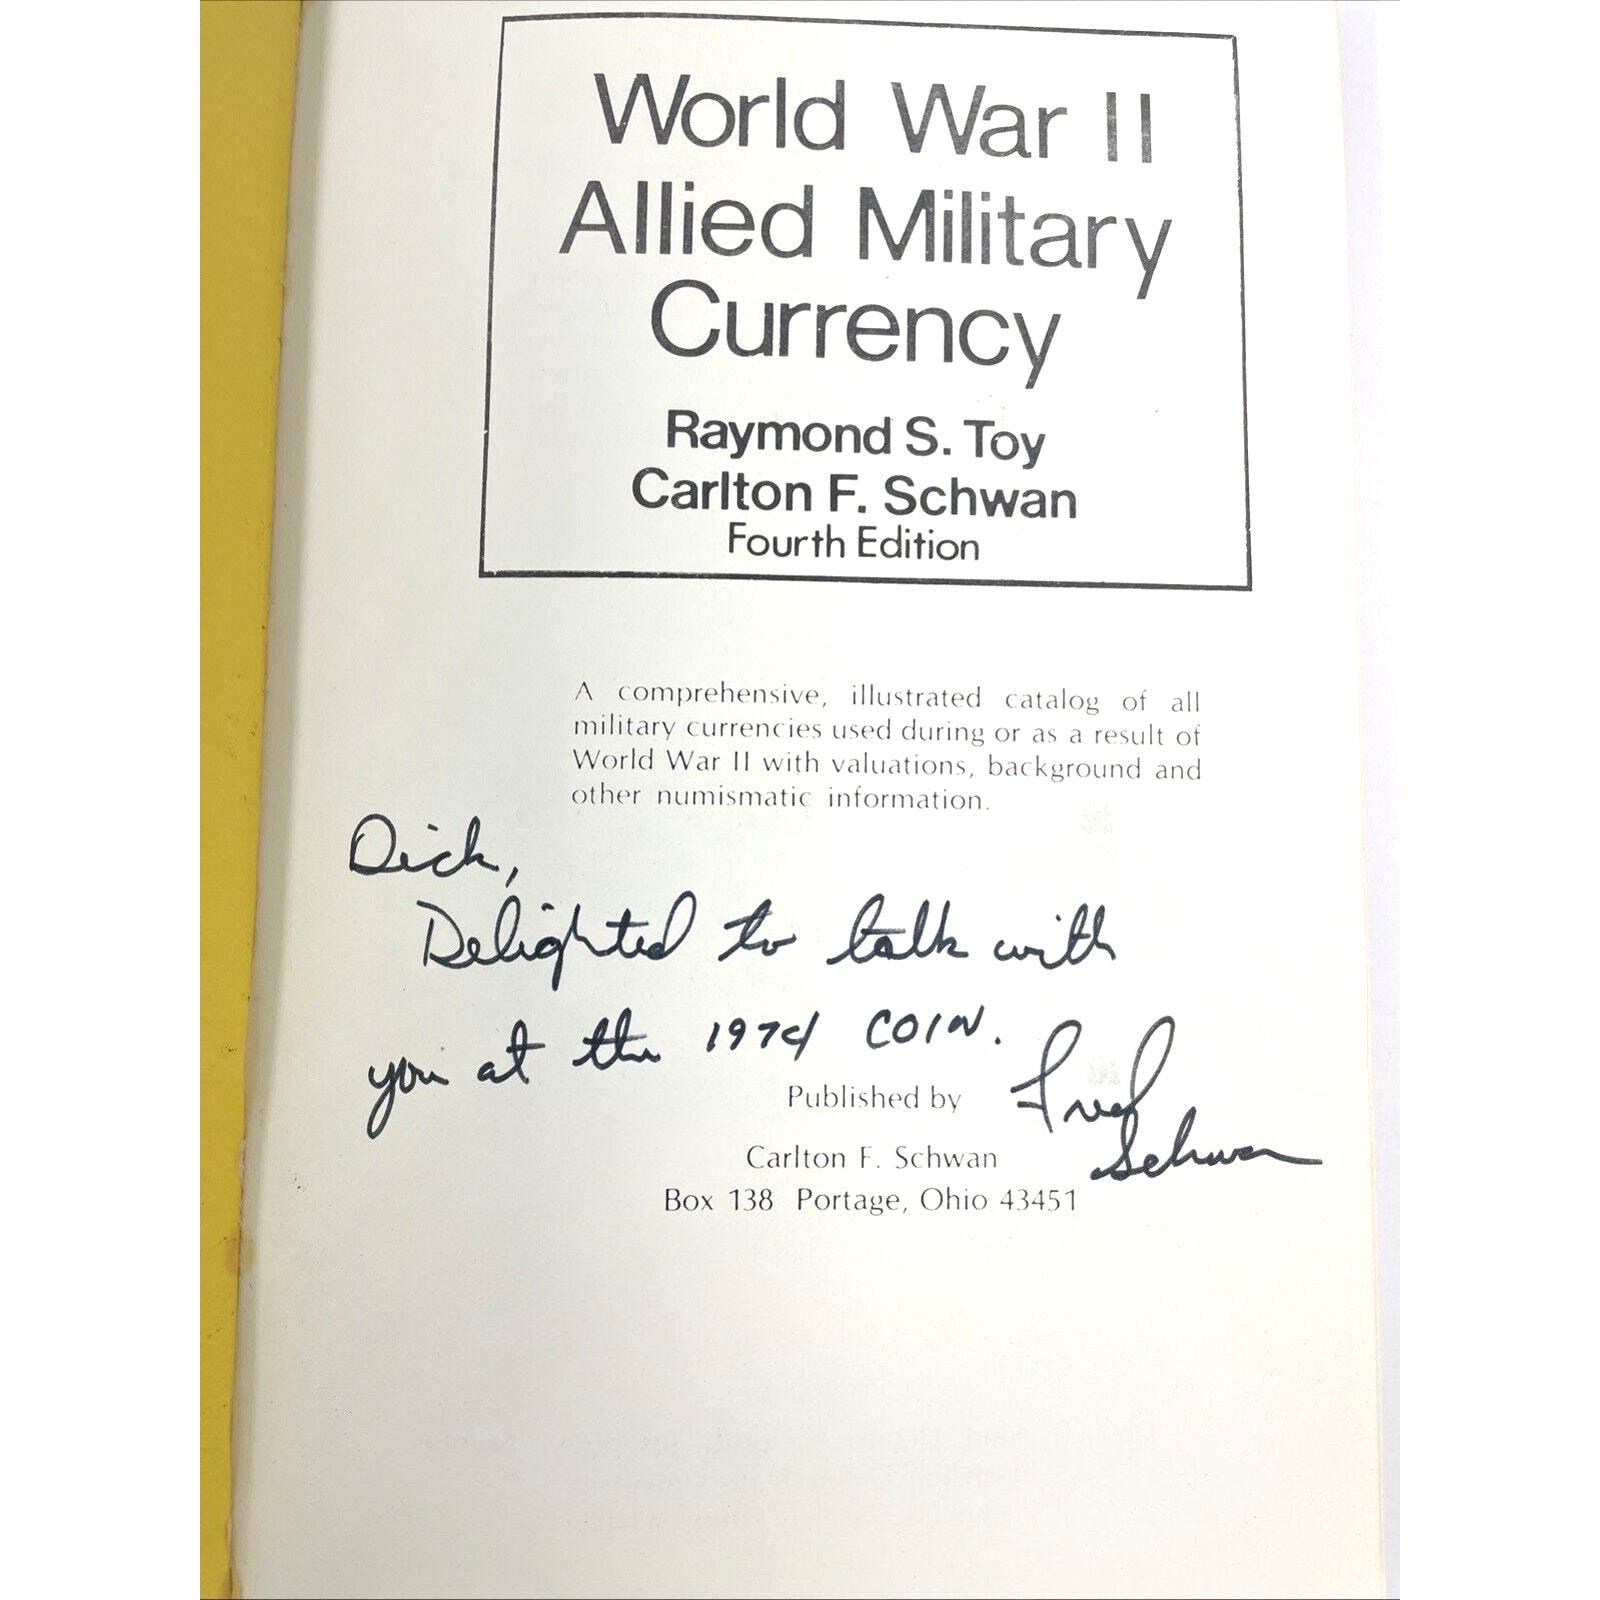 World War II
Allied Military
Currency
Raymond S. Toy
Carlton F. Schwan
Fourth Edition
A comprehensive, illustrated catalog of all
military currencies used during or as a result of
World War II with valuations, background and
other numismatic information.
Dick,
Delighted to talk with
you at the 1974 COIN.
Fred
Schwan
Published by
Carlton F. Schwan
Box 138 Portage, Ohio 43451